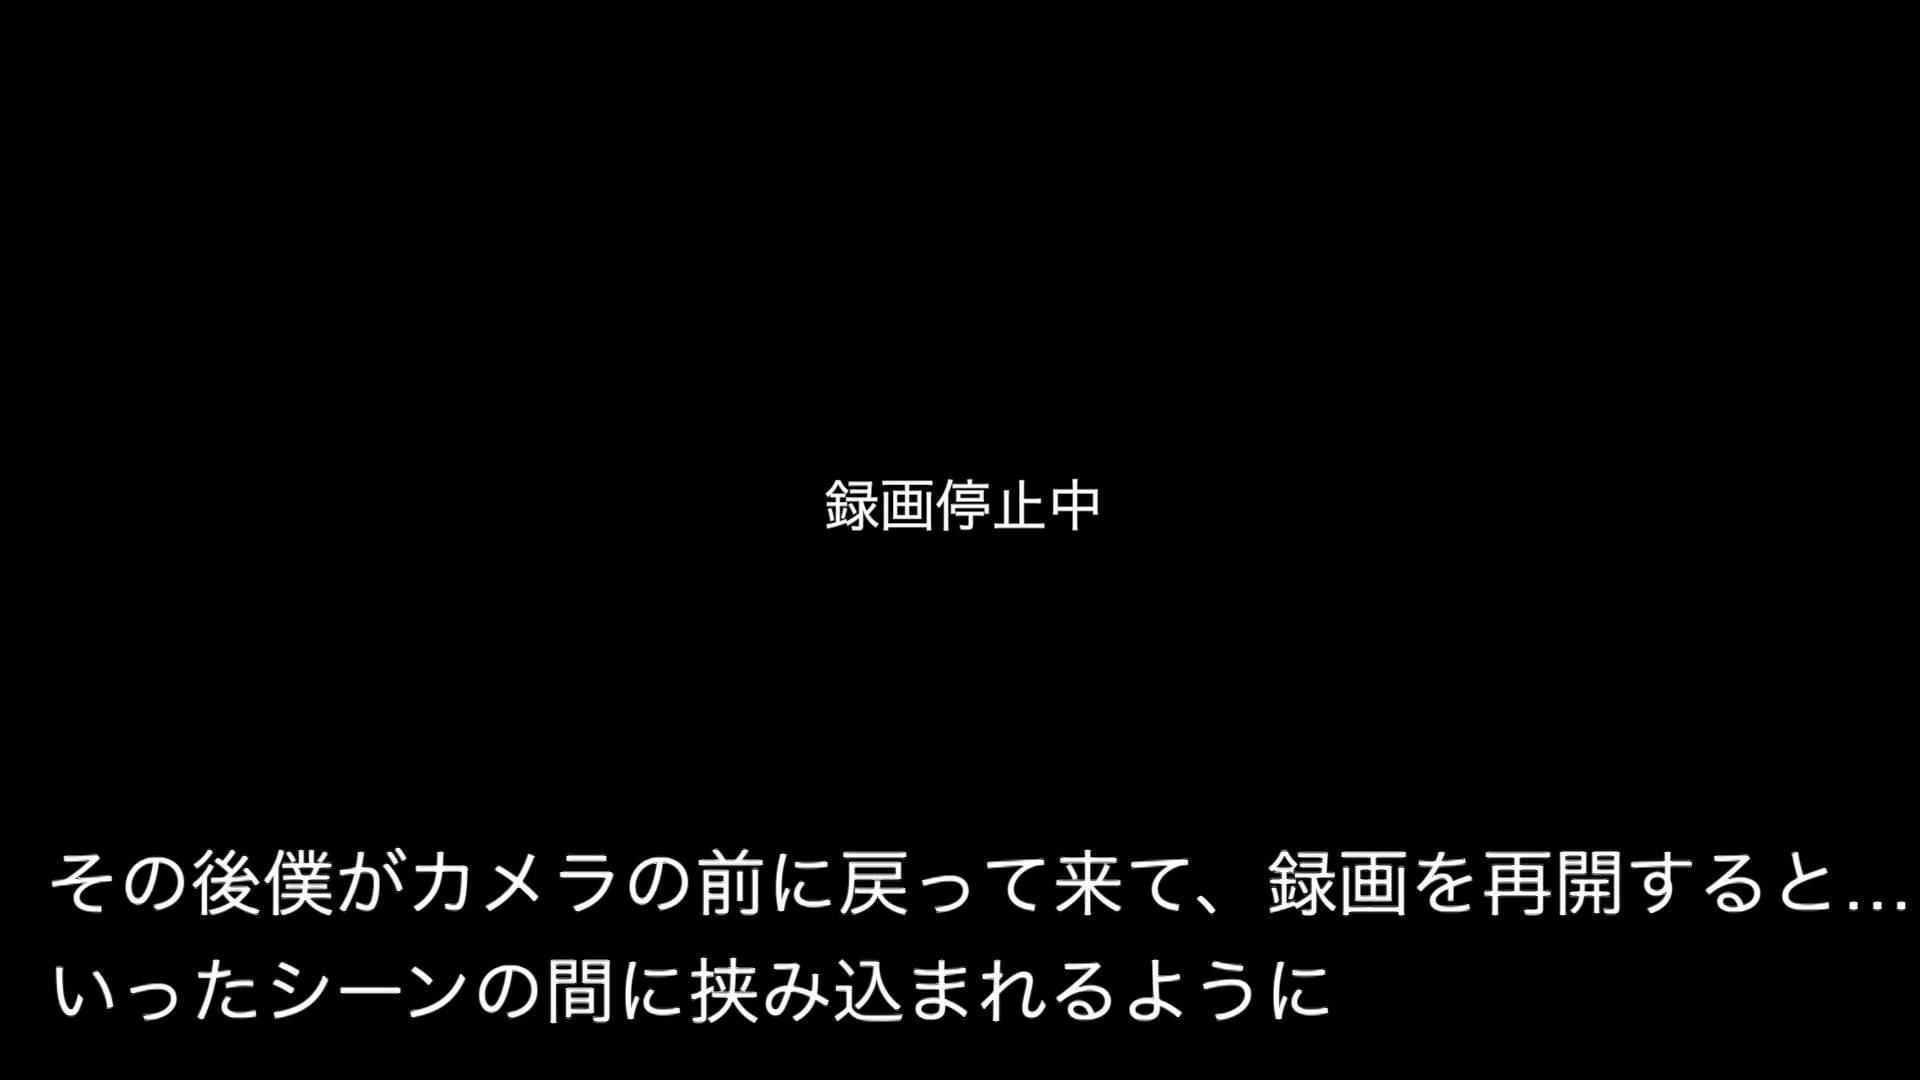 録画停止中
その後僕がカメラの前に戻って来て、録画を再開すると…
いったシーンの間に挟み込まれるように